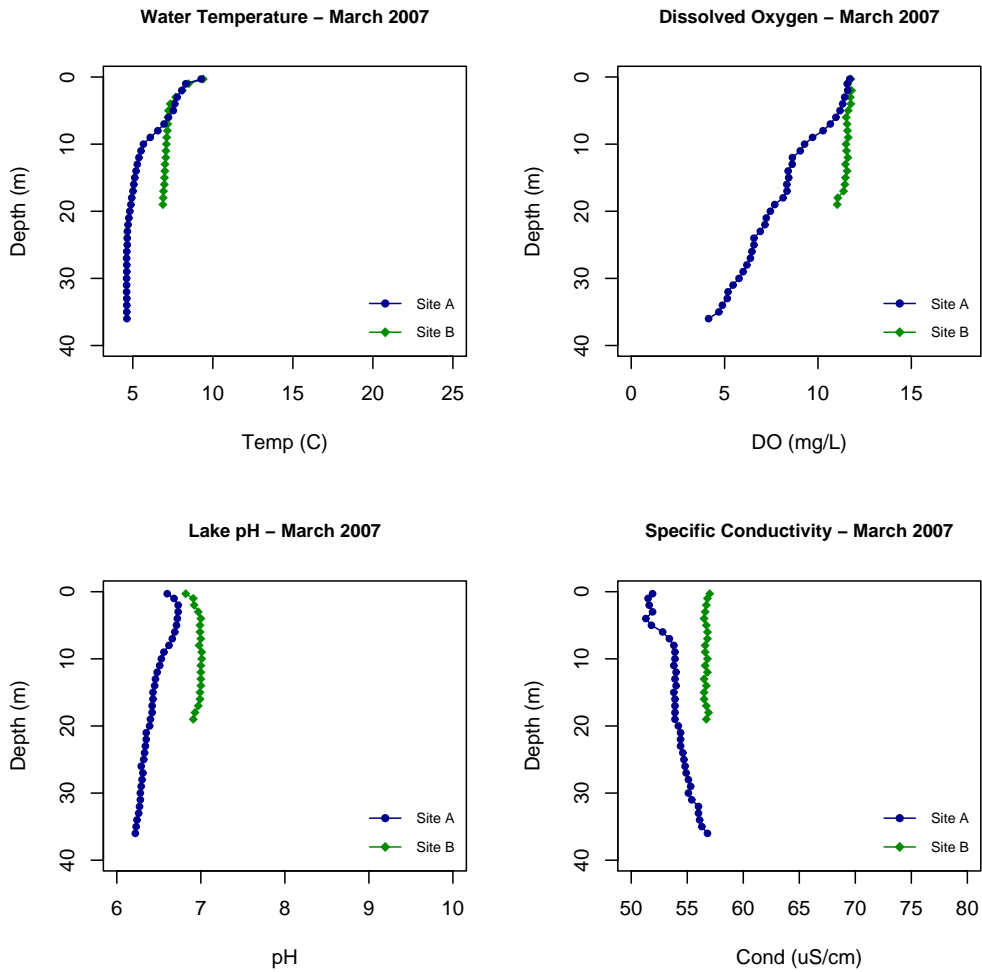 Water Temperature – March 2007
0
10
20
30
40
Depth (m)
5
10
15
20
25
Temp (C)
Site A
Site B
Dissolved Oxygen – March 2007
0
10
20
30
40
Depth (m)
0
5
10
15
DO (mg/L)
Site A
Site B
Lake pH – March 2007
0
10
20
30
40
Depth (m)
6
7
8
9
10
pH
Site A
Site B
Specific Conductivity – March 2007
0
10
20
30
40
Depth (m)
50
55
60
65
70
75
80
Cond (uS/cm)
Site A
Site B